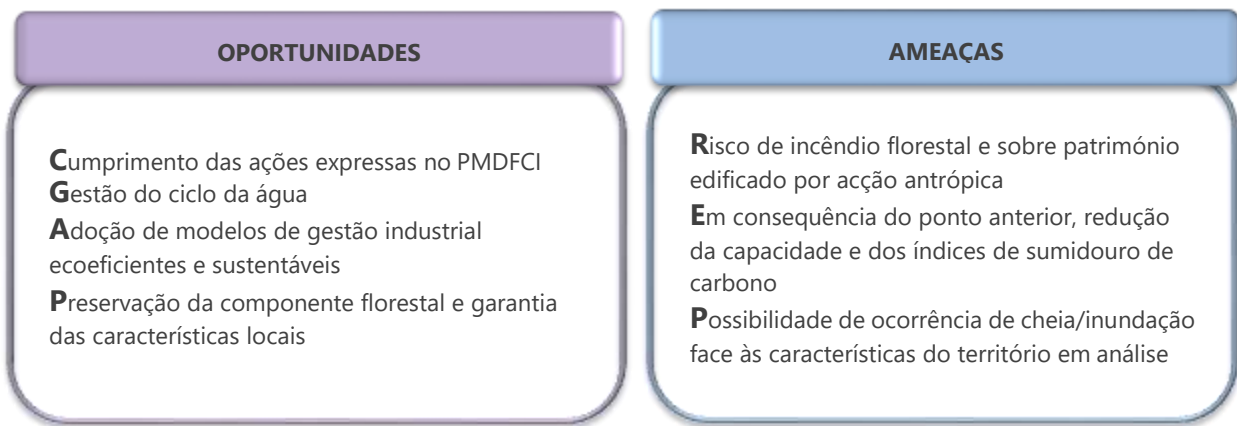 OPORTUNIDADES
Cumprimento das ações expressas no PMDFCI
Gestão do ciclo da água
Adoção de modelos de gestão industrial
ecoeficientes e sustentáveis
Preservação da componente florestal e garantia
das características locais
AMEAÇAS
Risco de incêndio florestal e sobre património
edificado por acção antrópica
Em consequência do ponto anterior, redução
da capacidade e dos índices de sumidouro de
carbono
Possibilidade de ocorrência de cheia/inundação
face às características do território em análise